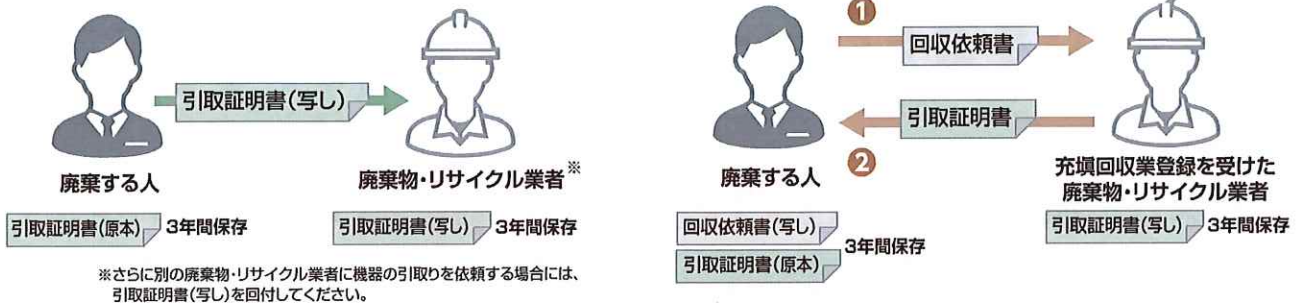 引取証明書(写し)
廃棄する人
廃棄物・リサイクル業者※
引取証明書(原本)
3年間保存
引取証明書(写し)
3年間保存
※さらに別の廃棄物・リサイクル業者に機器の引取りを依頼する場合には、
引取証明書(写し)を回付してください。
1
回収依頼書
引取証明書
2
廃棄する人
充填回収業登録を受けた
廃棄物・リサイクル業者
回収依頼書(写し)
引取証明書(原本)
3年間保存
引取証明書(写し)
3年間保存